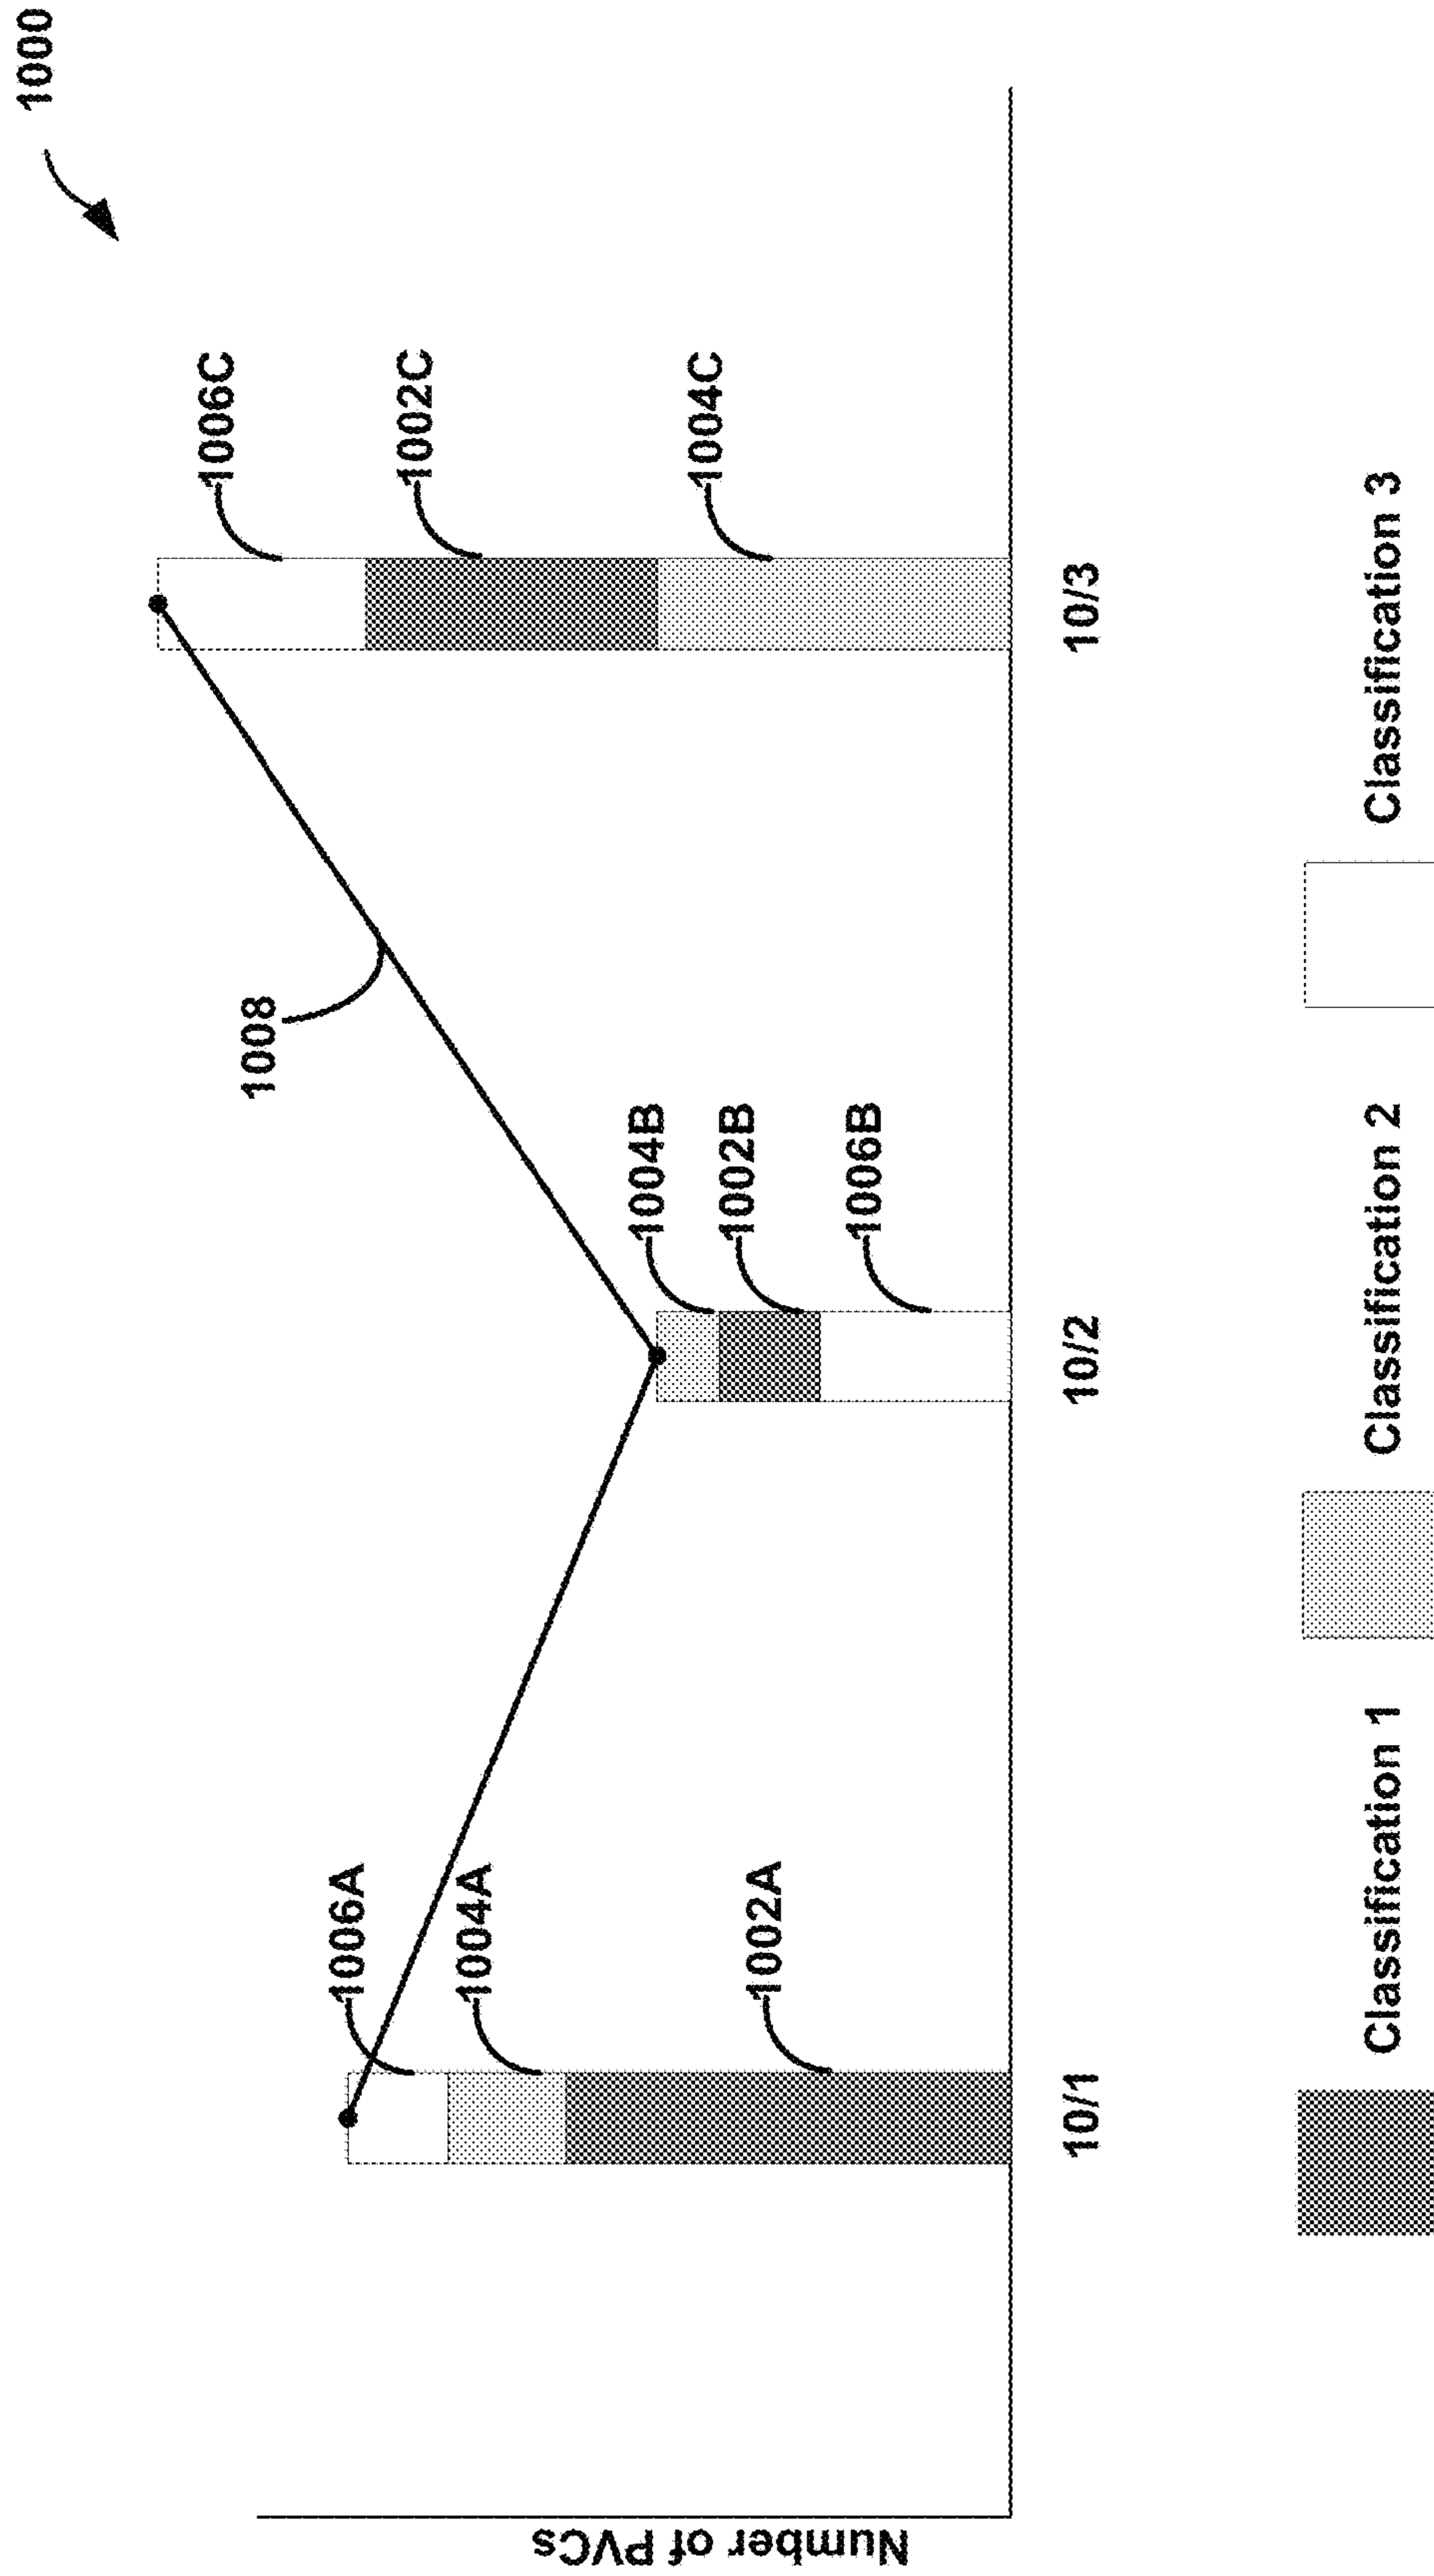 1000
1006C
1002C
1004C
1008
1004B
1002B
1006B
1006A
1004A
1002A
Number of PVCs
10/1
10/2
10/3
Classification 1
Classification 2
Classification 3